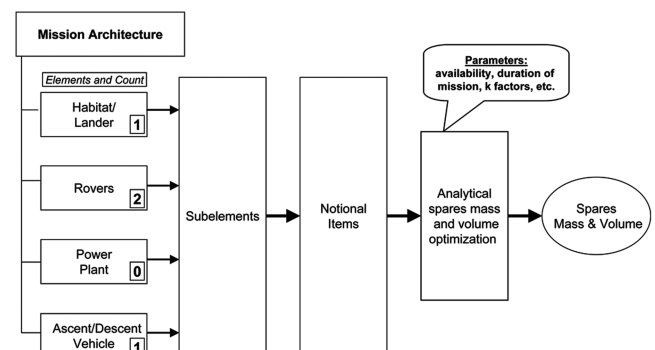 Mission Architecture
Elements and Count
Habitat/
Lander
1
Rovers
2
Power
Plant
0
Ascent/Descent
Vehicle
1
Subelements
Notional
Items
Parameters:
availability, duration of
mission, k factors, etc.
Analytical
spares mass
and volume
optimization
Spares
Mass & Volume